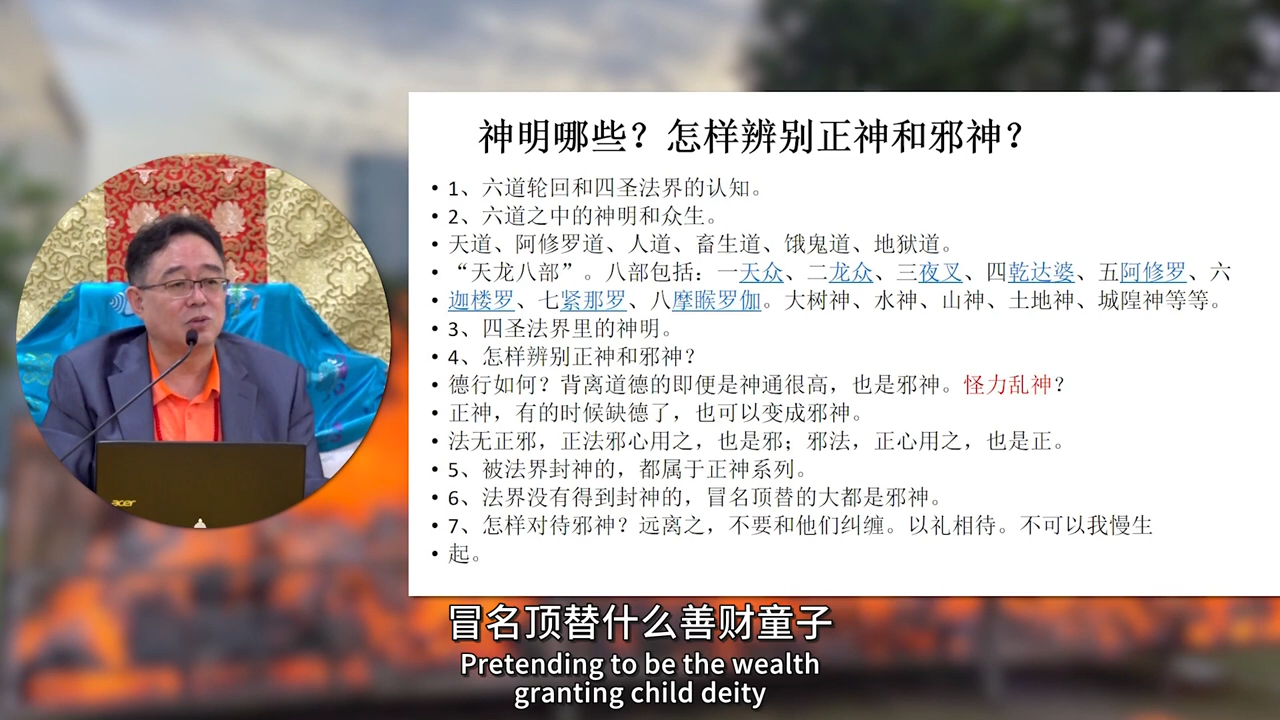 神明哪些？怎样辨别正神和邪神？
• 1、六道轮回和四圣法界的认知。
• 2、六道之中的神明和众生。
• 天道、阿修罗道、人道、畜生道、饿鬼道、地狱道。
• “天龙八部”。八部包括：一天众、二龙众、三夜叉、四乾达婆、五阿修罗、六
• 迦楼罗、七紧那罗、八摩睺罗伽。大树神、水神、山神、土地神、城隍神等等。
• 3、四圣法界里的神明。
• 4、怎样辨别正神和邪神？
• 德行如何？背离道德的即便是神通很高，也是邪神。怪力乱神？
• 正神，有的时候缺德了，也可以变成邪神。
• 法无正邪，正法邪心用之，也是邪；邪法，正心用之，也是正。
• 5、被法界封神的，都属于正神系列。
• 6、法界没有得到封神的，冒名顶替的大都是邪神。
• 7、怎样对待邪神？远离之，不要和他们纠缠。以礼相待。不可以我慢生
• 起。
acer
冒名顶替什么善财童子
Pretending to be the wealth
granting child deity